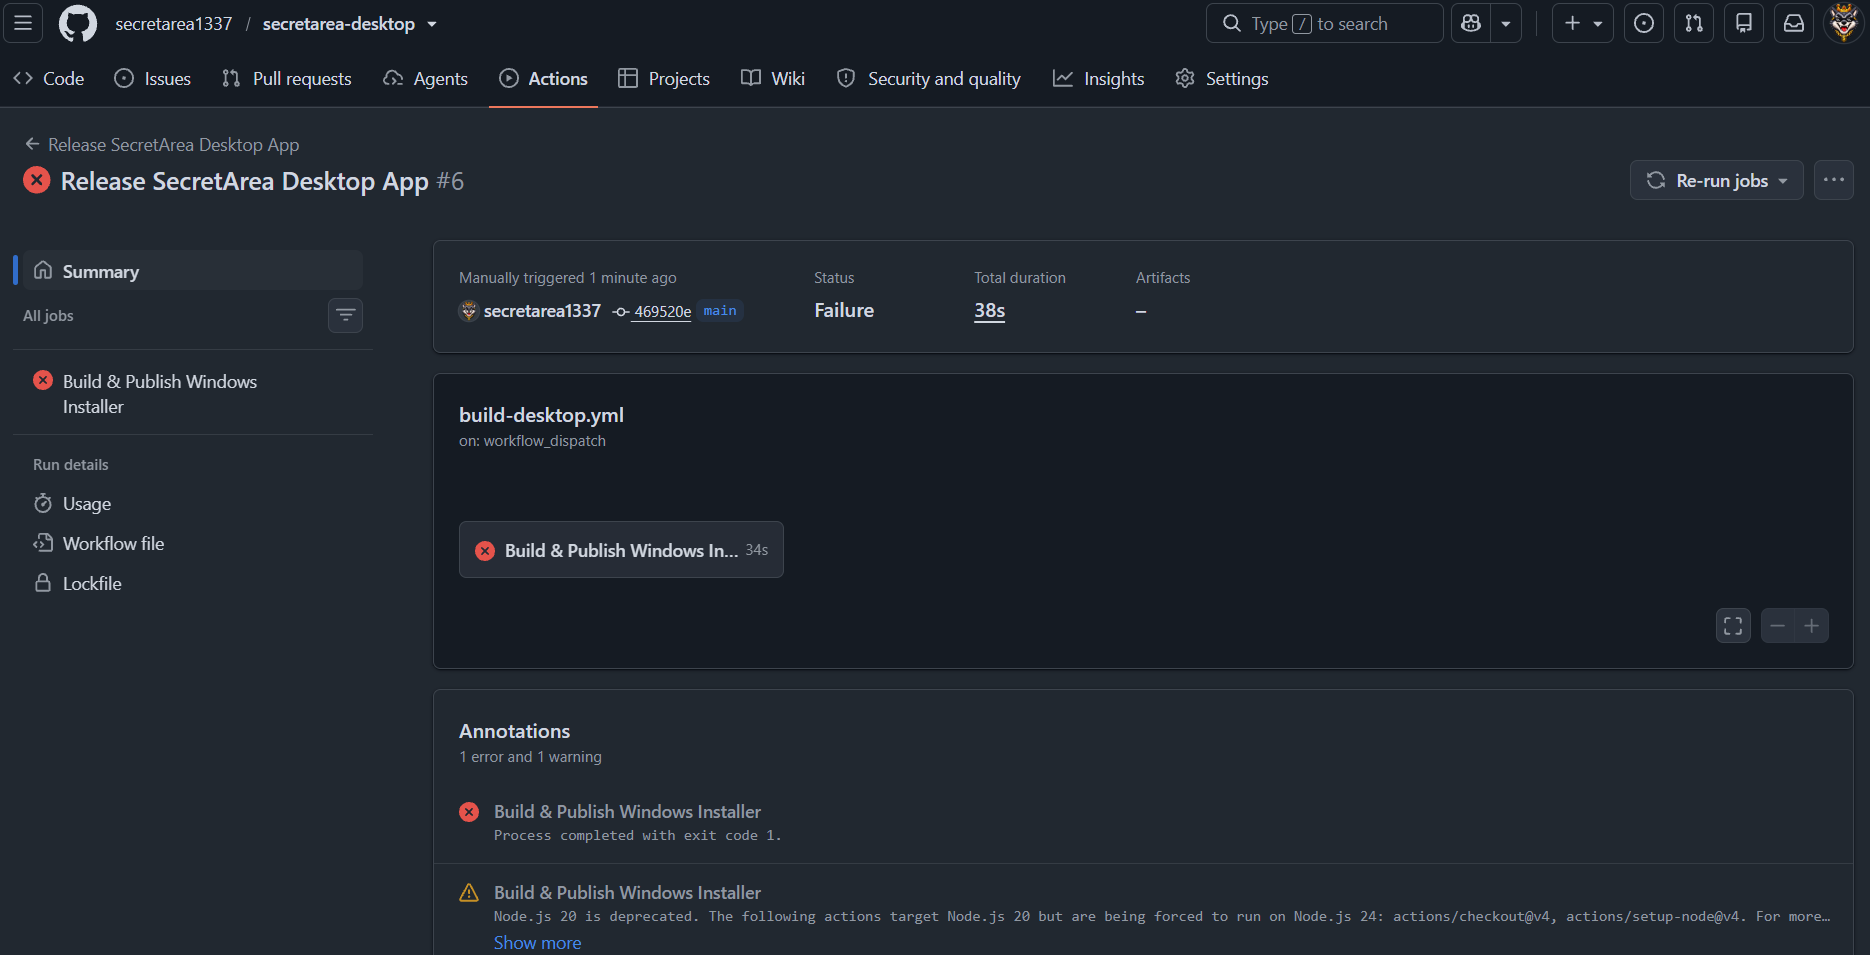 secretarea1337 / secretarea-desktop
Type / to search
Code
Issues
Pull requests
Agents
Actions
Projects
Wiki
Security and quality
Insights
Settings
Release SecretArea Desktop App
Release SecretArea Desktop App #6
Re-run jobs
Summary
All jobs
Build & Publish Windows
Installer
Run details
Usage
Workflow file
Lockfile
Manually triggered 1 minute ago
secretarea1337 469520e main
Status
Failure
Total duration
38s
Artifacts
–
build-desktop.yml
on: workflow_dispatch
Build & Publish Windows In... 34s
Annotations
1 error and 1 warning
Build & Publish Windows Installer
Process completed with exit code 1.
Build & Publish Windows Installer
Node.js 20 is deprecated. The following actions target Node.js 20 but are being forced to run on Node.js 24: actions/checkout@v4, actions/setup-node@v4. For more…
Show more